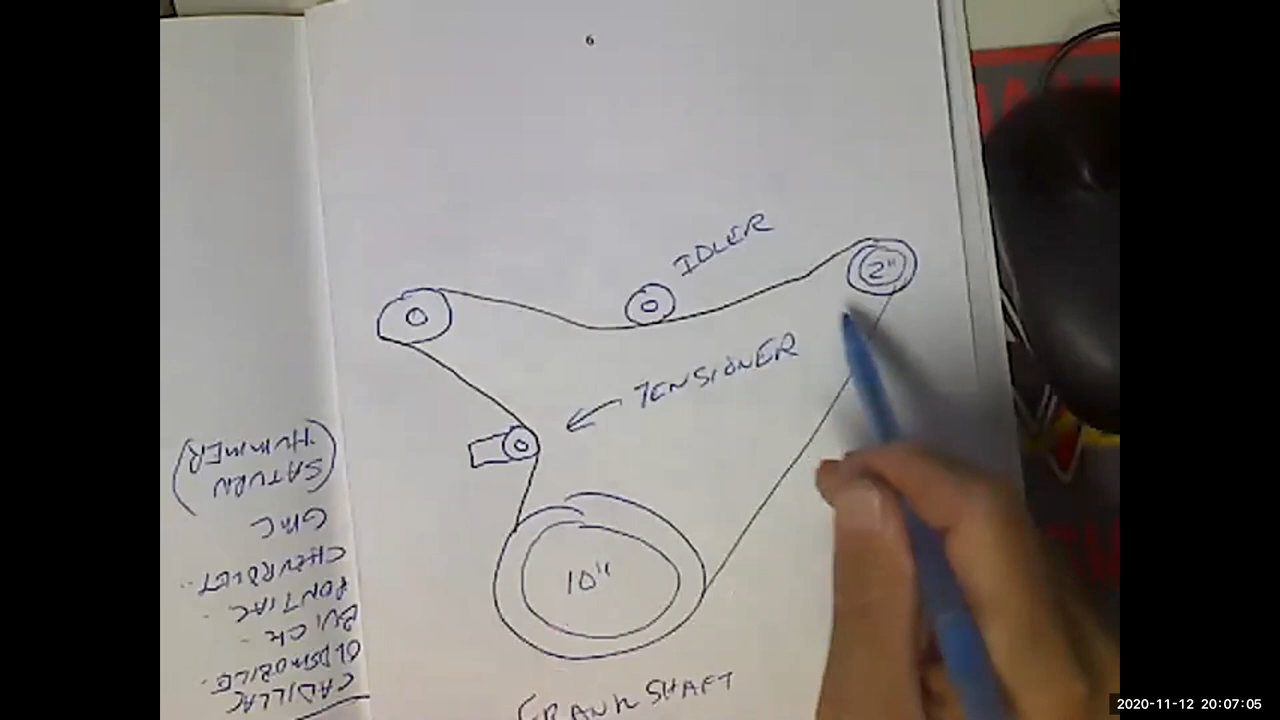 6
IDLER
2"
TENSIONER
10"
CRANKSHAFT
CADILLAC
OLDSMOBILE
BUICK
PONTIAC
CHEVROLET
GMC
(SATURN
HUMMER)
2020-11-12 20:07:05